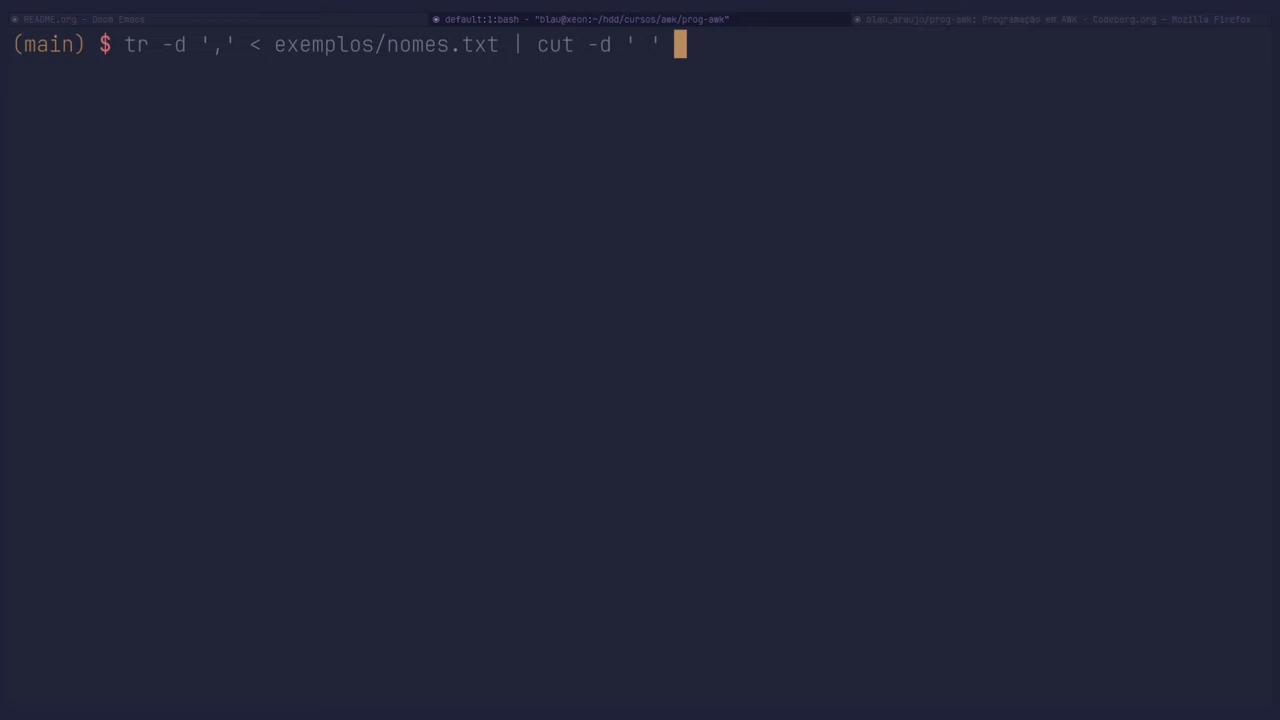 README.org – Doom Emacs
default:1:bash - "blau@xeon:~/hdd/cursos/awk/prog-awk"
blau_araujo/prog-awk: Programação em AWK - Codeberg.org — Mozilla Firefox
(main) $ tr -d ',' < exemplos/nomes.txt | cut -d ' '